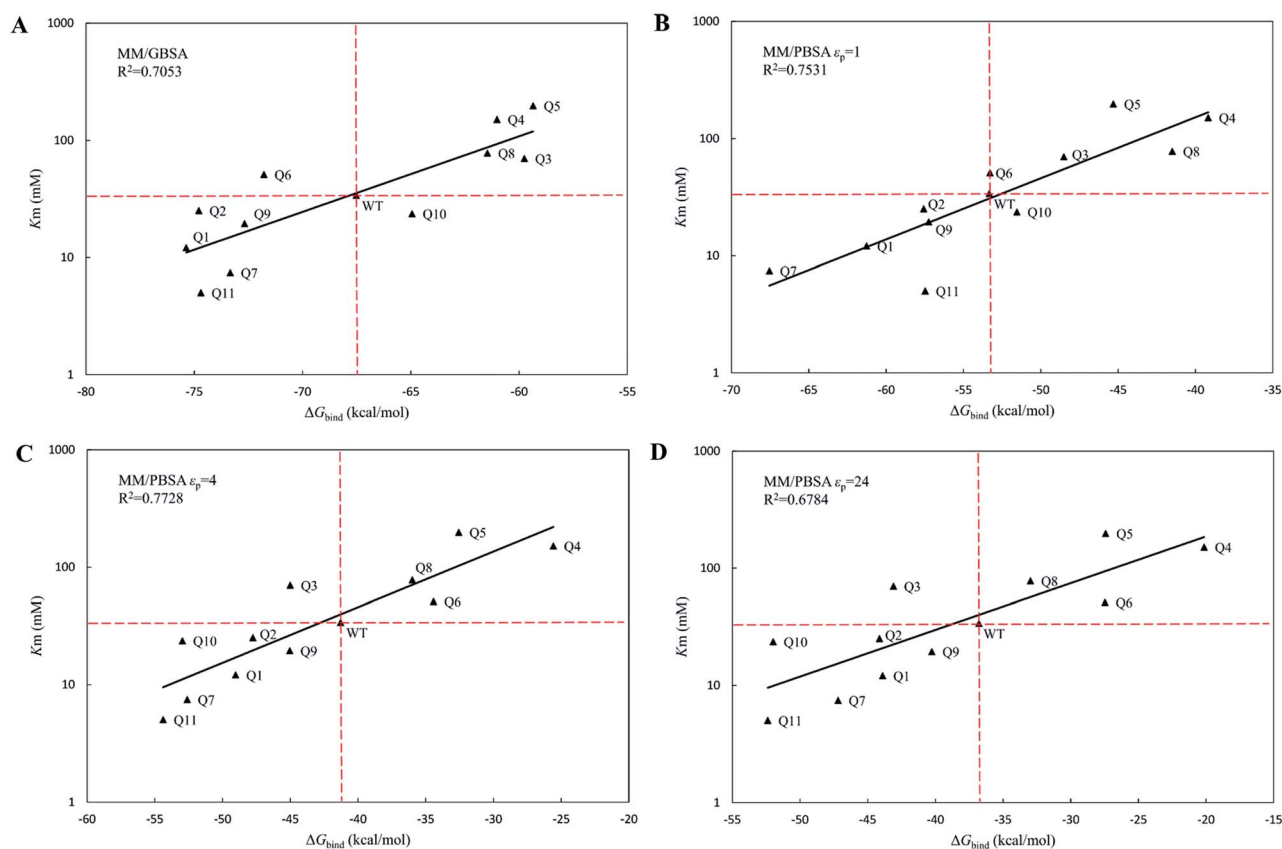 A
MM/GBSA
R²=0.7053
1000
100
10
1
Km (mM)
Q5
Q4
Q8
Q3
Q6
Q2
Q9
WT
Q10
Q1
Q7
Q11
-80
-75
-70
-65
-60
-55
ΔGbind (kcal/mol)
B
MM/PBSA εp=1
R²=0.7531
1000
100
10
1
Km (mM)
Q5
Q4
Q3
Q8
Q6
WT
Q2
Q10
Q9
Q1
Q7
Q11
-70
-65
-60
-55
-50
-45
-40
-35
ΔGbind (kcal/mol)
C
MM/PBSA εp=4
R²=0.7728
1000
100
10
1
Km (mM)
Q5
Q4
Q8
Q3
Q6
WT
Q10
Q2
Q9
Q1
Q7
Q11
-60
-55
-50
-45
-40
-35
-30
-25
-20
ΔGbind (kcal/mol)
D
MM/PBSA εp=24
R²=0.6784
1000
100
10
1
Km (mM)
Q5
Q4
Q8
Q3
Q6
WT
Q10
Q2
Q9
Q1
Q7
Q11
-55
-50
-45
-40
-35
-30
-25
-20
-15
ΔGbind (kcal/mol)